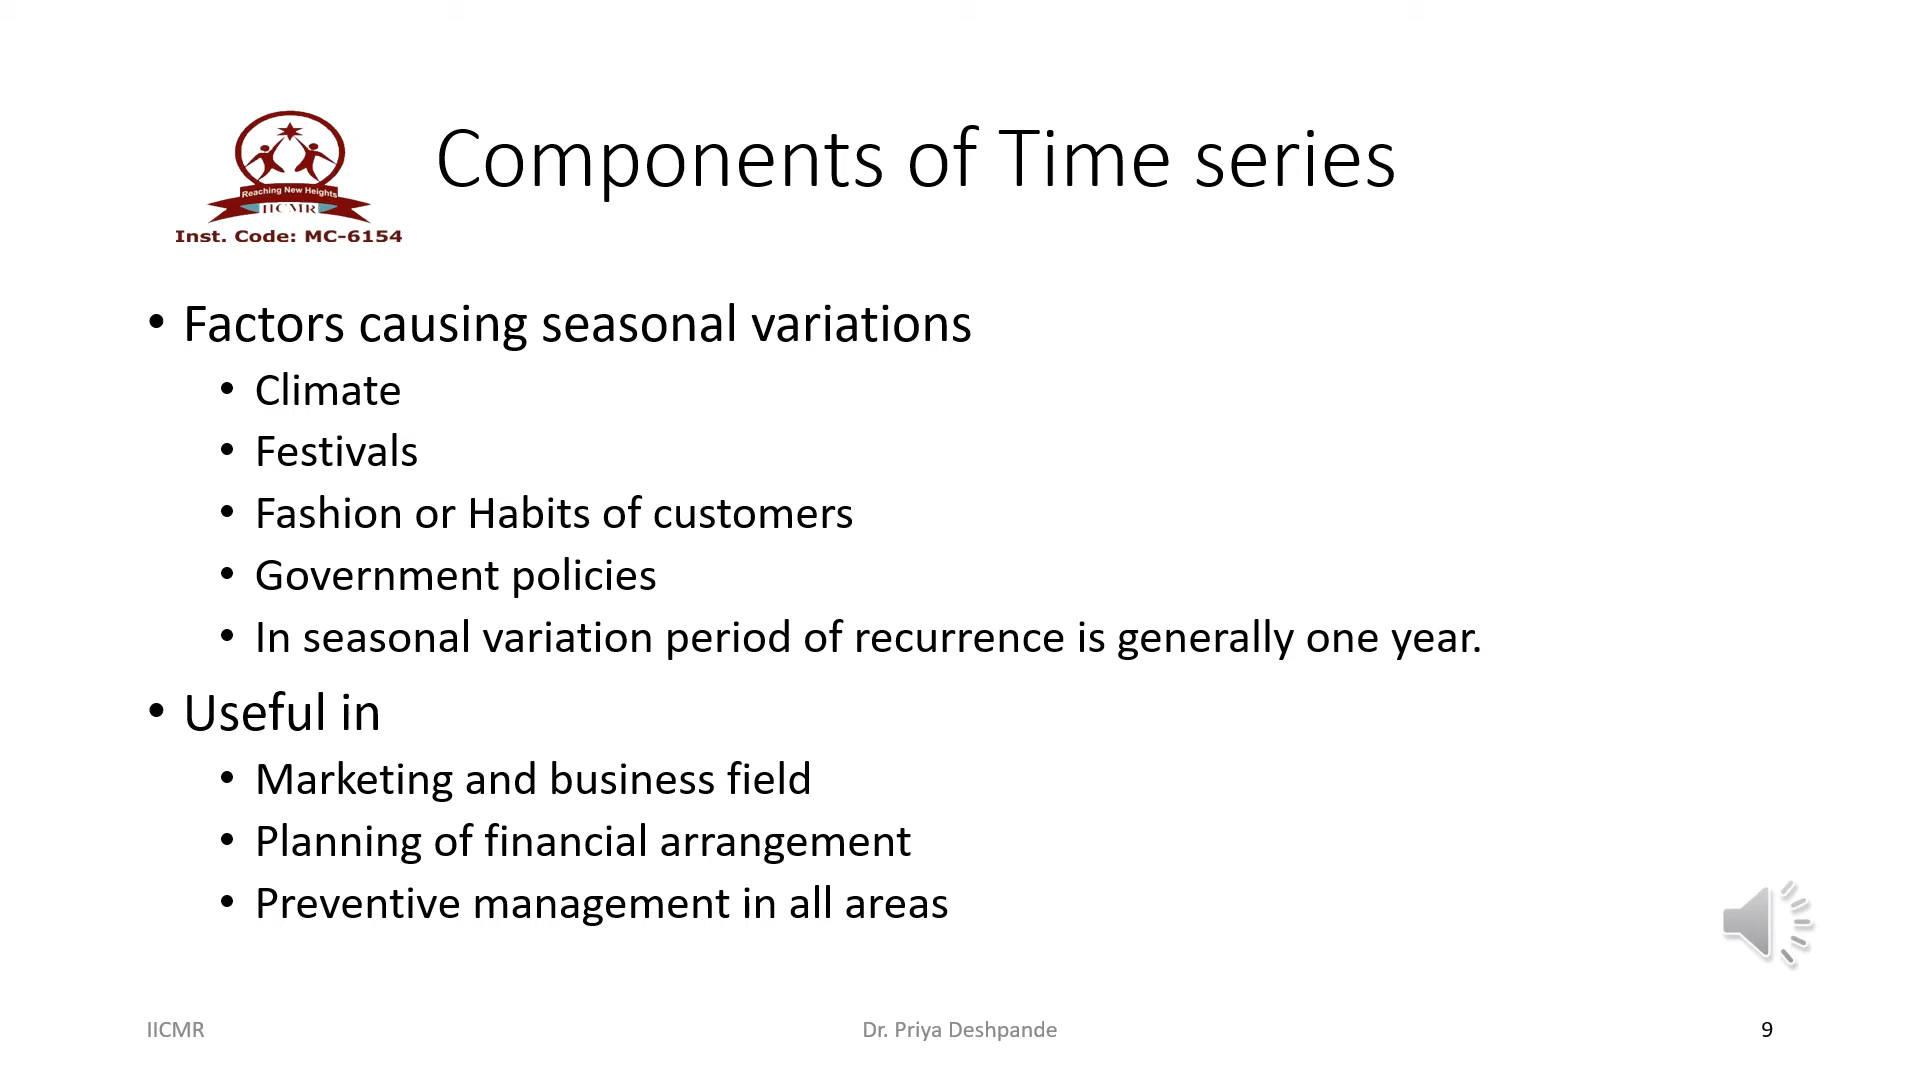 Reaching New Heights
IICMR
Inst. Code: MC-6154
Components of Time series
• Factors causing seasonal variations
• Climate
• Festivals
• Fashion or Habits of customers
• Government policies
• In seasonal variation period of recurrence is generally one year.
• Useful in
• Marketing and business field
• Planning of financial arrangement
• Preventive management in all areas
IICMR
Dr. Priya Deshpande
9